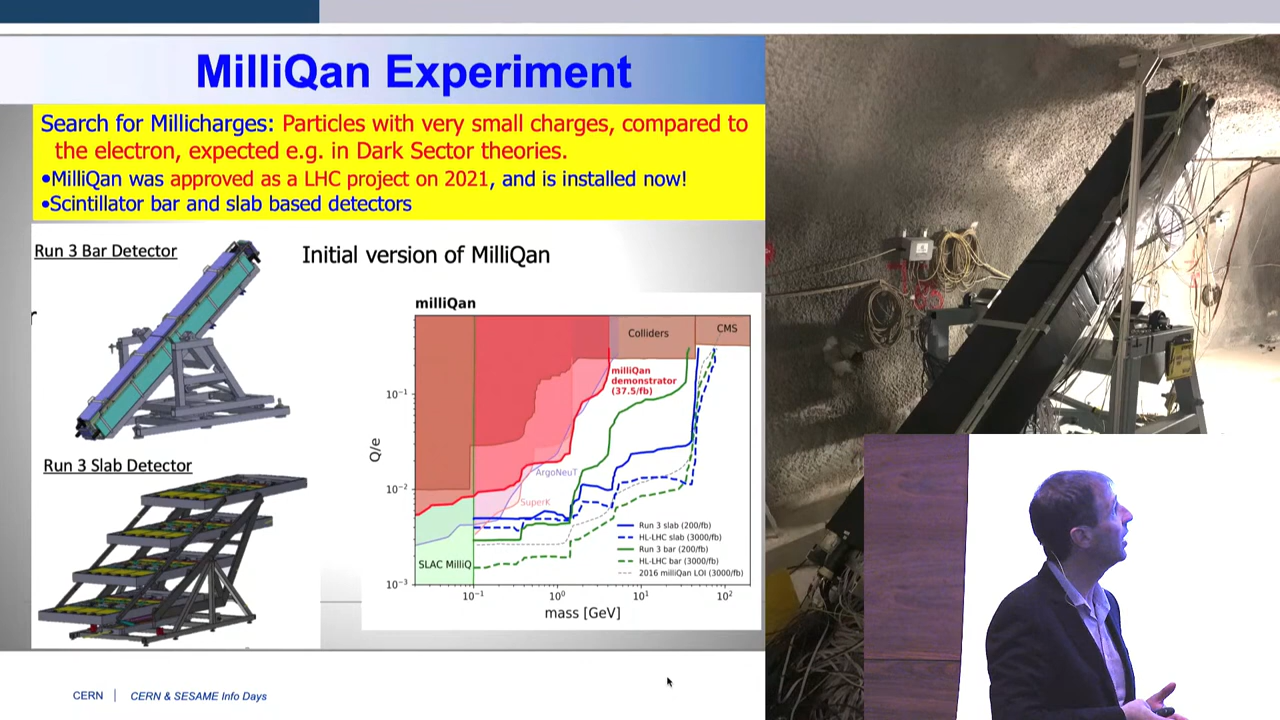 MilliQan Experiment
Search for Millicharges: Particles with very small charges, compared to
the electron, expected e.g. in Dark Sector theories.
•MilliQan was approved as a LHC project on 2021, and is installed now!
•Scintillator bar and slab based detectors
Run 3 Bar Detector
Initial version of MilliQan
r
Run 3 Slab Detector
milliQan
Colliders
CMS
milliQan
demonstrator
(37.5/fb)
ArgoNeuT
SuperK
SLAC MilliQ
Run 3 slab (200/fb)
HL-LHC slab (3000/fb)
Run 3 bar (200/fb)
HL-LHC bar (3000/fb)
2016 milliQan LOI (3000/fb)
Q/e
10⁻¹
10⁻²
10⁻³
10⁻¹ 10⁰ 10¹ 10²
mass [GeV]
CERN | CERN & SESAME Info Days